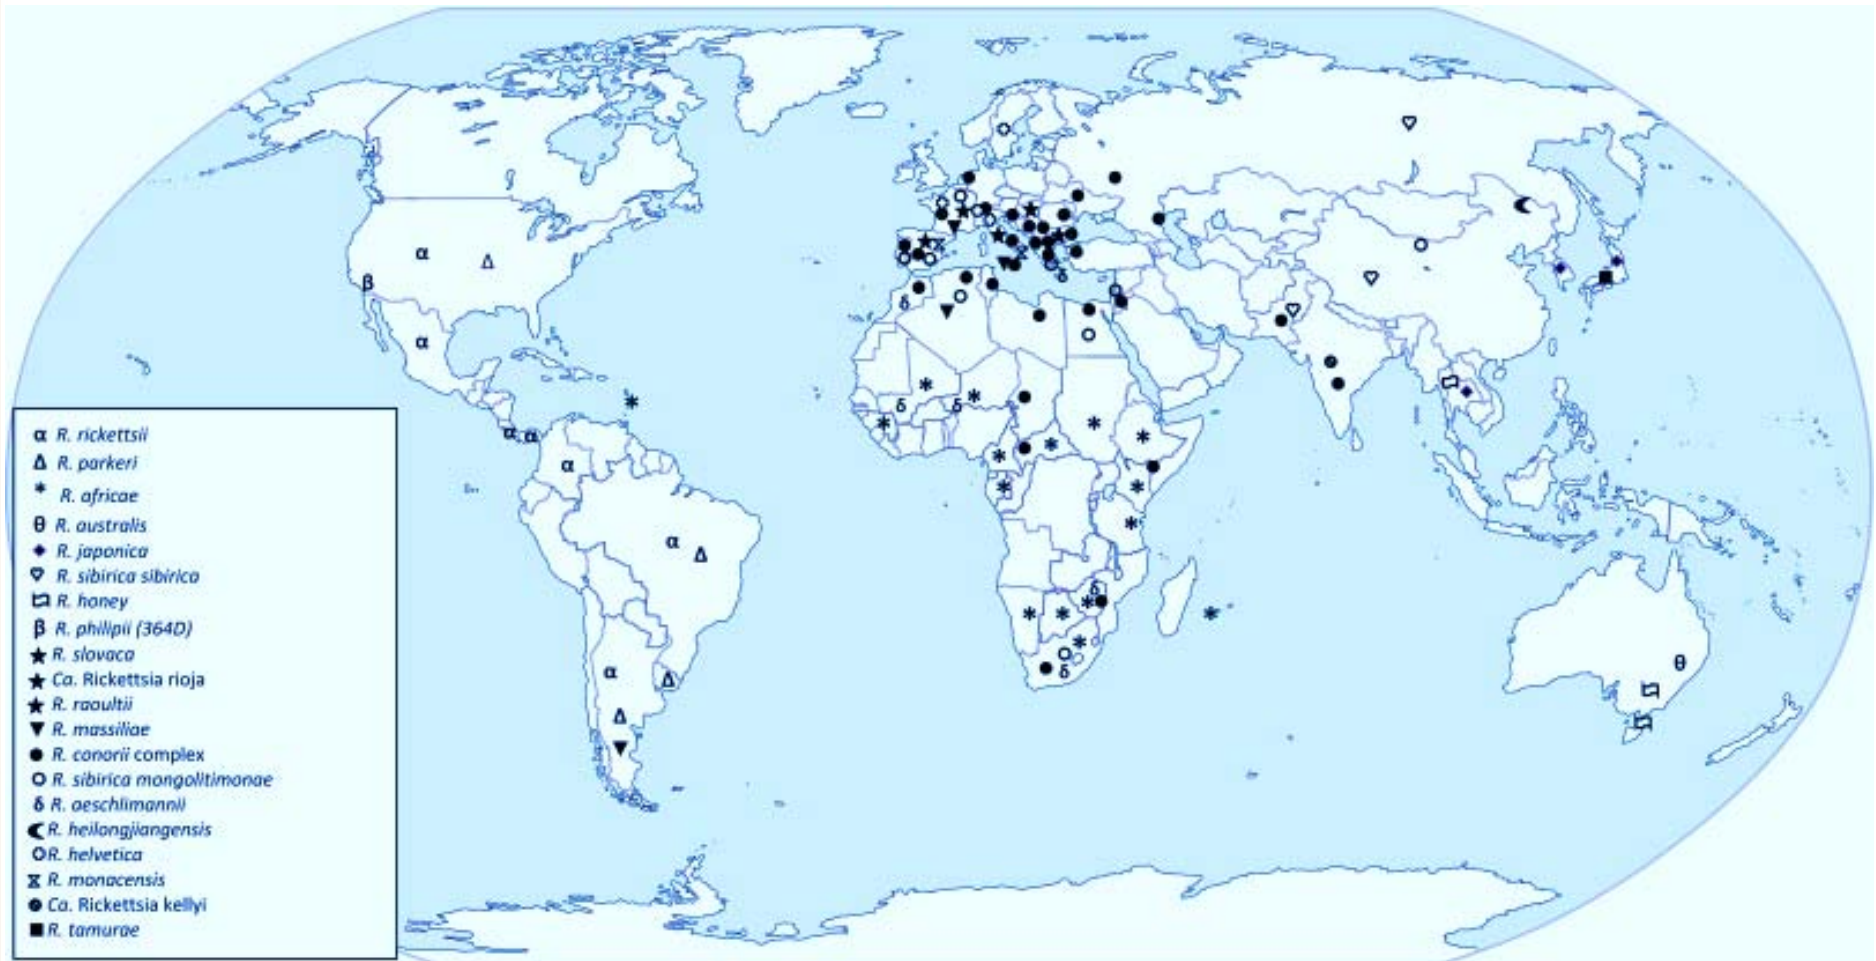 α R. rickettsii
Δ R. parkeri
* R. africae
θ R. australis
◆ R. japonica
R. sibirica sibirica
R. honey
β R. philipii (364D)
★ R. slovaca
★ Ca. Rickettsia rioja
★ R. raoultii
▼ R. massiliae
● R. conorii complex
R. sibirica mongolitimonae
δ R. aeschlimannii
R. heilongjiangensis
R. helvetica
R. monacensis
Ca. Rickettsia kellyi
■ R. tamurae